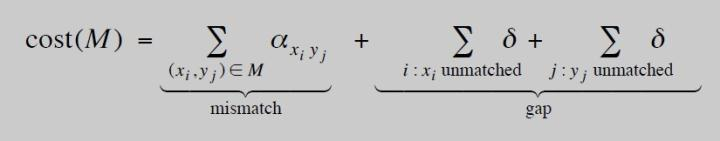 cost(M) = ∑ α_{x_i y_j} + ∑ δ + ∑ δ
(x_i, y_j) ∈ M i : x_i unmatched j : y_j unmatched
mismatch gap